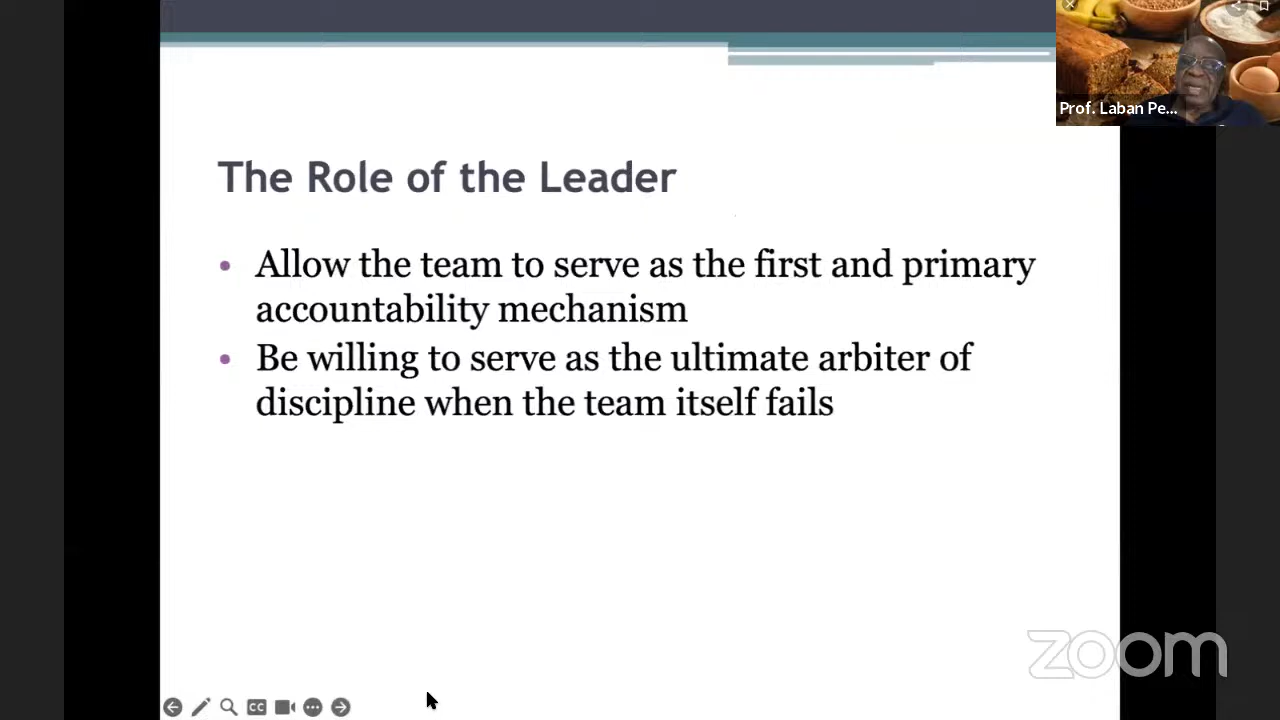 Prof. Laban Pe...
The Role of the Leader
• Allow the team to serve as the first and primary
accountability mechanism
• Be willing to serve as the ultimate arbiter of
discipline when the team itself fails
zoom
CC